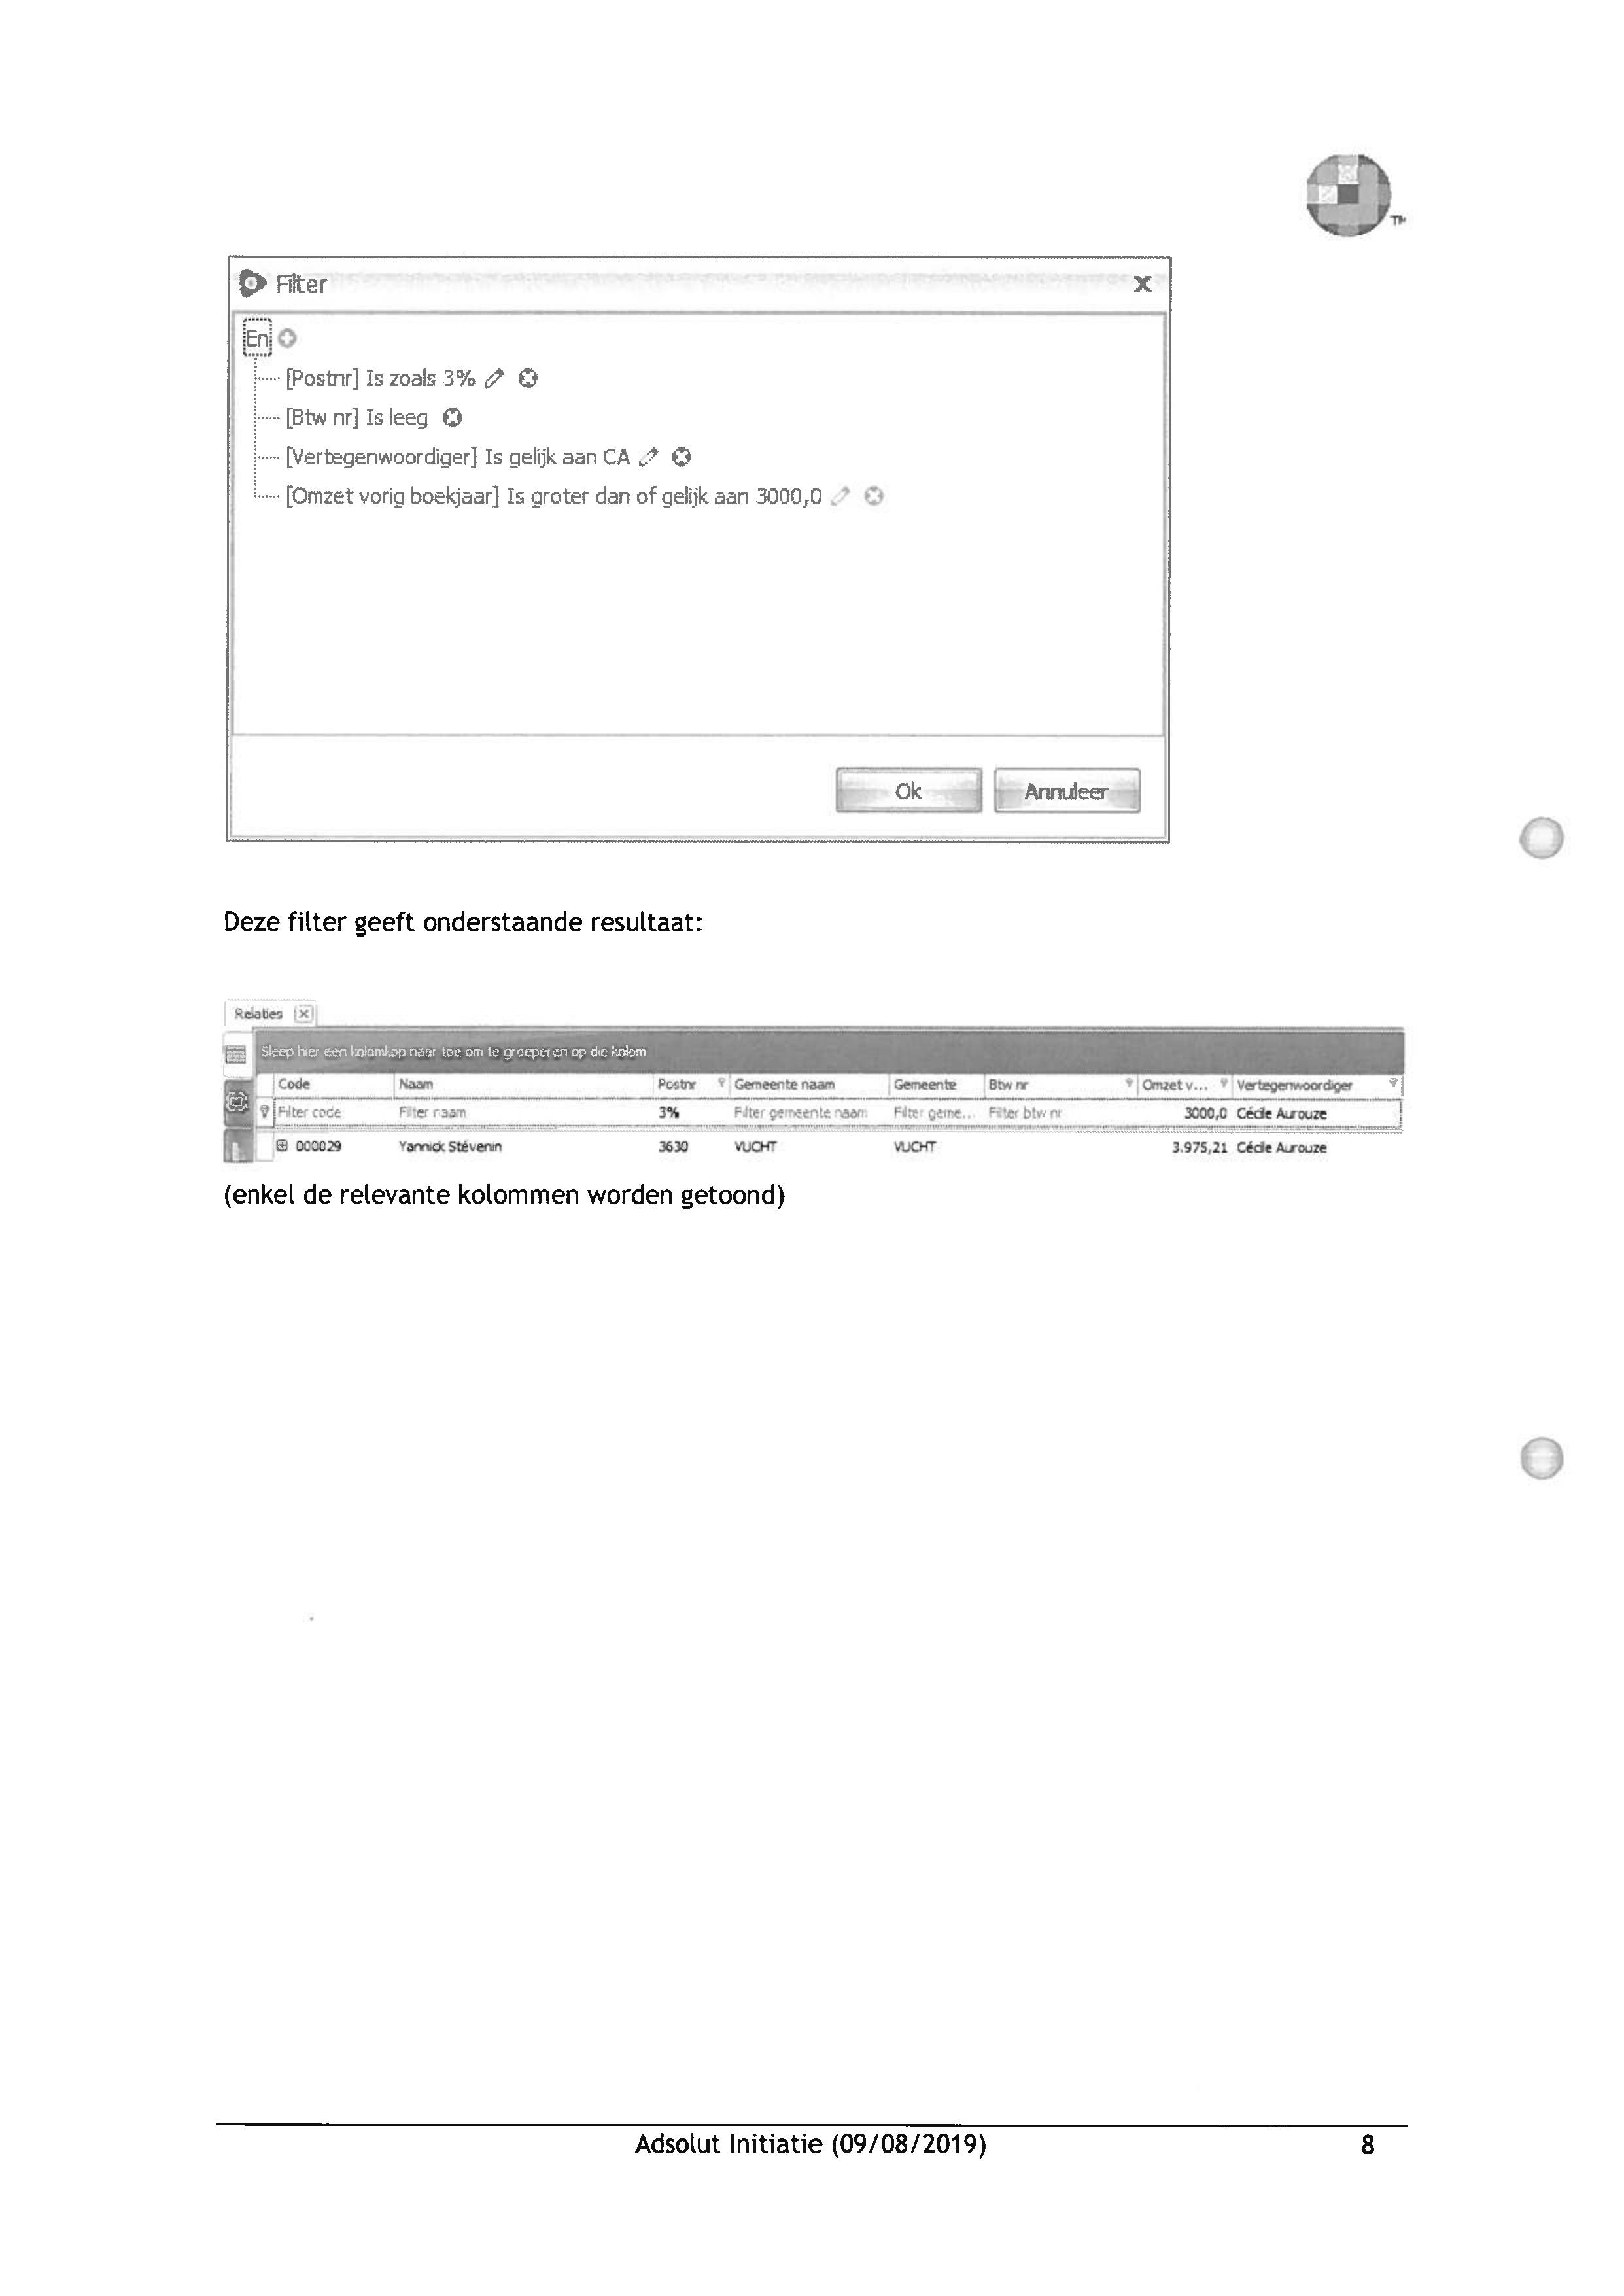 TM
Filter X
En
[Postnr] Is zoals 3%
[Btw nr] Is leeg
[Vertegenwoordiger] Is gelijk aan CA
[Omzet vorig boekjaar] Is groter dan of gelijk aan 3000,0
Ok Annuleer
Deze filter geeft onderstaande resultaat:
Relaties
Sleep hier een kolomkop naar toe om te groeperen op die kolom
Code Naam Postnr Gemeente naam Gemeente Btw nr Omzet v... Vertegenwoordiger
Filter code Filter naam 3% Filter gemeente naam Filter geme... Filter btw nr 3000,0 Cécile Aurouze
000029 Yannick Stévenin 3630 VUCHT VUCHT 3.975,21 Cécile Aurouze
(enkel de relevante kolommen worden getoond)
Adsolut Initiatie (09/08/2019) 8